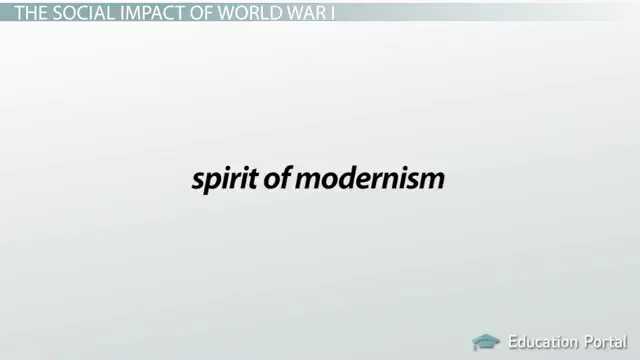 THE SOCIAL IMPACT OF WORLD WAR I
spirit of modernism
Education Portal